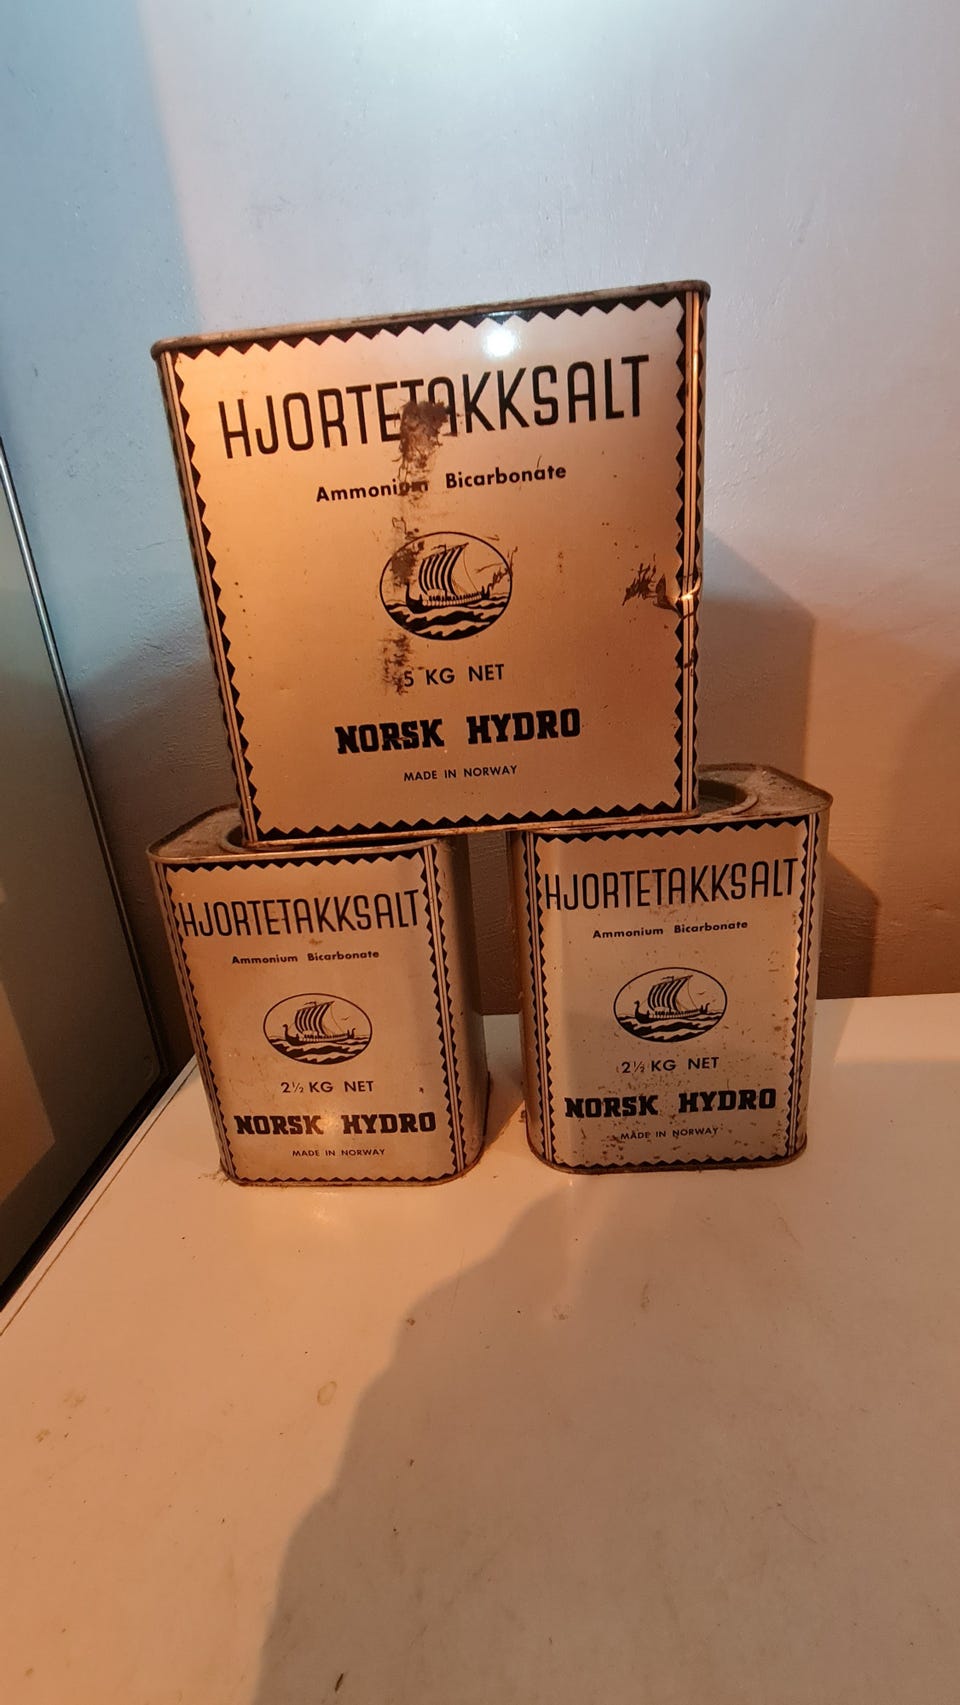 HJORTETAKKSALT
Ammonium Bicarbonate
5 KG NET
NORSK HYDRO
MADE IN NORWAY
HJORTETAKKSALT
Ammonium Bicarbonate
2½ KG NET
NORSK HYDRO
MADE IN NORWAY
HJORTETAKKSALT
Ammonium Bicarbonate
2½ KG NET
NORSK HYDRO
MADE IN NORWAY